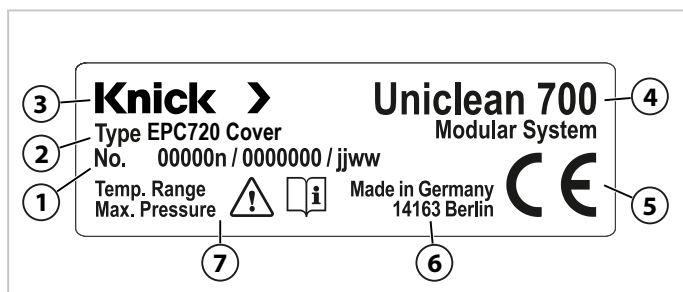 Knick >
Uniclean 700
Modular System
Type EPC720 Cover
No. 00000n / 0000000 / jjww
Temp. Range
Max. Pressure
i
Made in Germany
14163 Berlin
CE
3
2
1
4
5
7
6